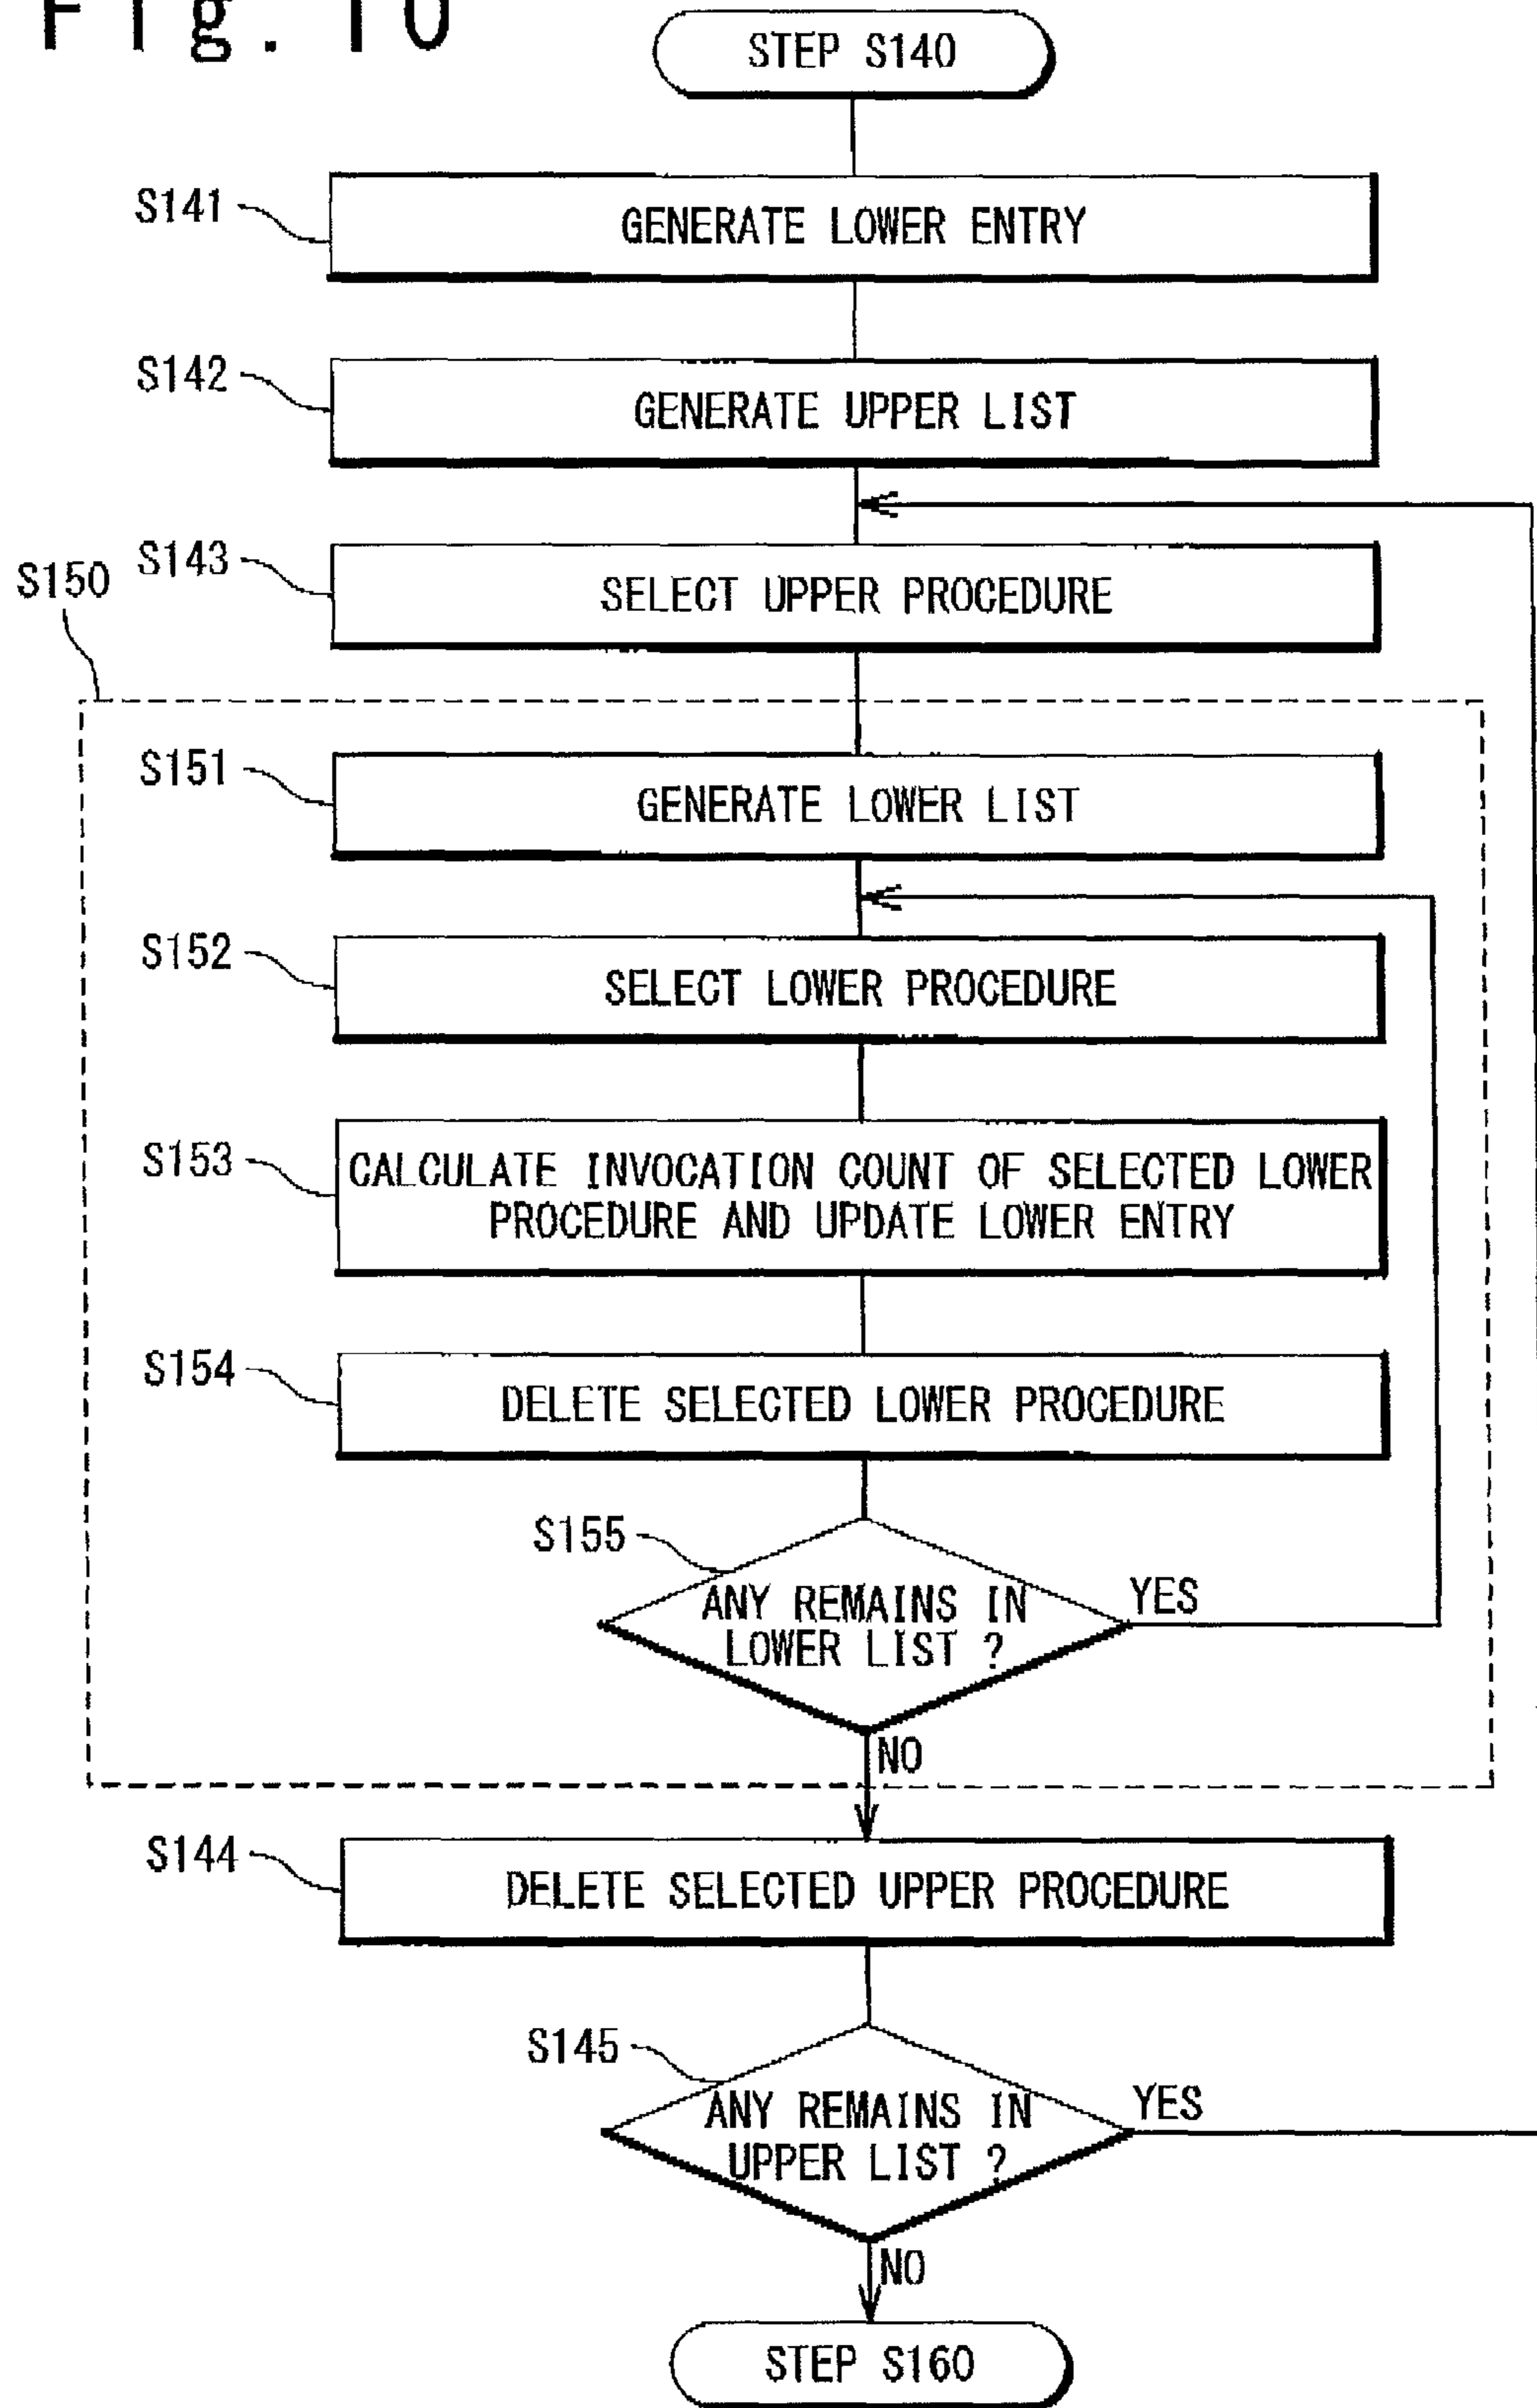 Fig. 10
STEP S140
S141
GENERATE LOWER ENTRY
S142
GENERATE UPPER LIST
S143
SELECT UPPER PROCEDURE
S150
S151
GENERATE LOWER LIST
S152
SELECT LOWER PROCEDURE
S153
CALCULATE INVOCATION COUNT OF SELECTED LOWER
PROCEDURE AND UPDATE LOWER ENTRY
S154
DELETE SELECTED LOWER PROCEDURE
S155
ANY REMAINS IN
LOWER LIST ?
YES
NO
S144
DELETE SELECTED UPPER PROCEDURE
S145
ANY REMAINS IN
UPPER LIST ?
YES
NO
STEP S160